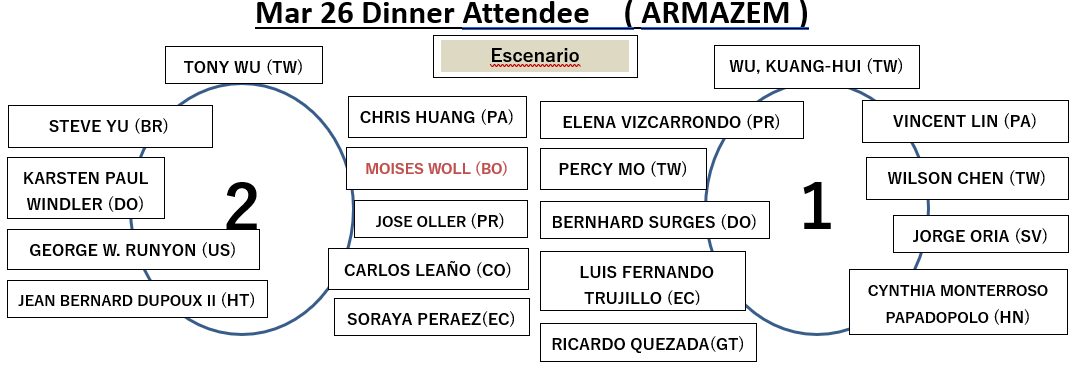 Mar 26 Dinner Attendee ( ARMAZEM )
Escenario
TONY WU (TW)
STEVE YU (BR)
KARSTEN PAUL
WINDLER (DO)
GEORGE W. RUNYON (US)
JEAN BERNARD DUPOUX II (HT)
2
CHRIS HUANG (PA)
MOISES WOLL (BO)
JOSE OLLER (PR)
CARLOS LEAÑO (CO)
SORAYA PERAEZ(EC)
WU, KUANG-HUI (TW)
ELENA VIZCARRONDO (PR)
PERCY MO (TW)
BERNHARD SURGES (DO)
LUIS FERNANDO
TRUJILLO (EC)
RICARDO QUEZADA(GT)
1
VINCENT LIN (PA)
WILSON CHEN (TW)
JORGE ORIA (SV)
CYNTHIA MONTERROSO
PAPADOPOLO (HN)